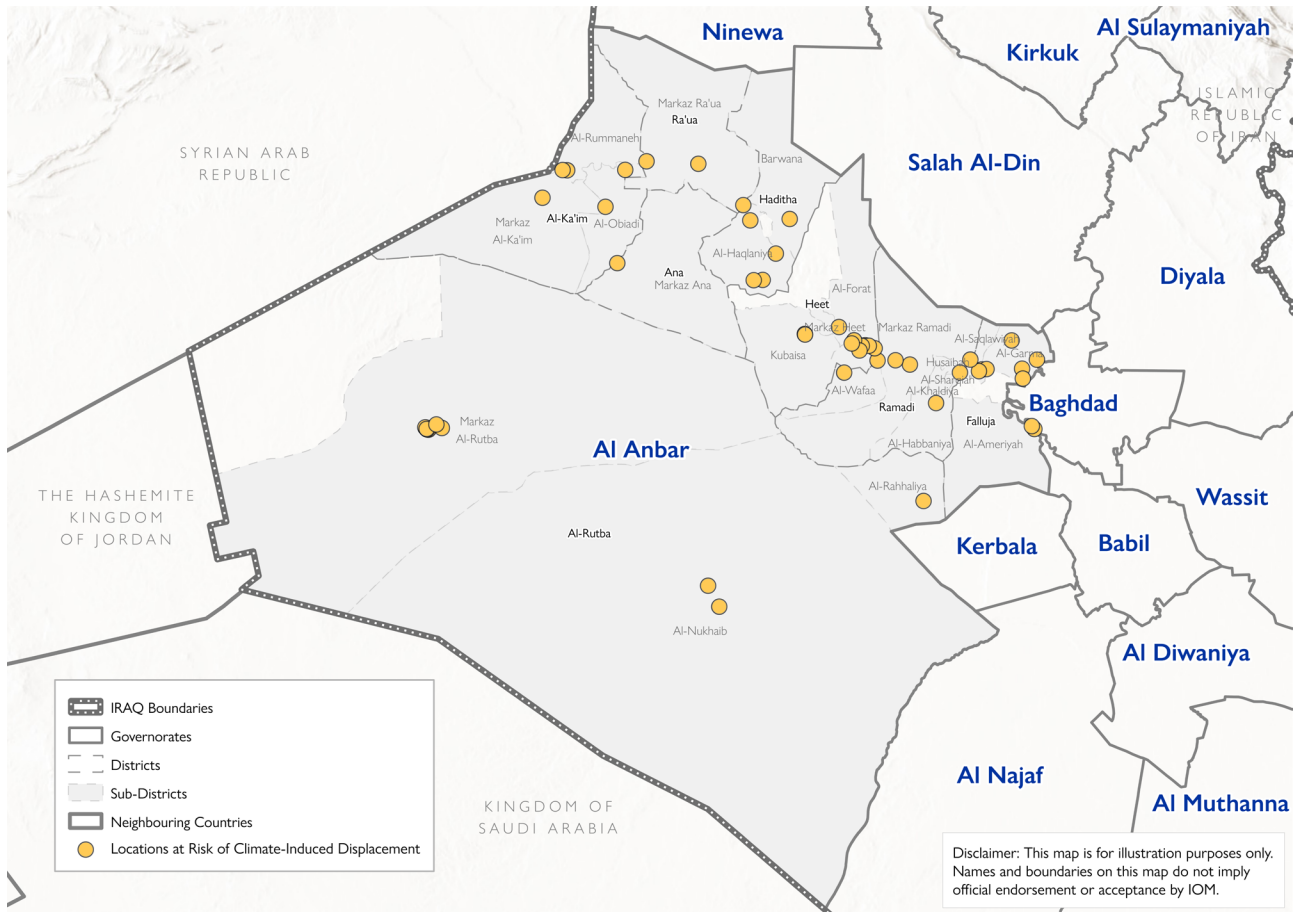 Ninewa
Al Sulaymaniyah
Kirkuk
ISLAMIC
REPUBLIC
OF IRAN
Markaz Ra'ua
Ra'ua
Al-Rummaneh
SYRIAN ARAB
REPUBLIC
Barwana
Salah Al-Din
Haditha
Markaz
Al-Ka'im
Al-Ka'im
Al-Obiadi
Al-Haqlaniya
Ana
Markaz Ana
Diyala
Al-Forat
Heet
Markaz Heet
Markaz Ramadi
Al-Saqlawiyah
Al-Garma
Kubaisa
Husaibah
Al-Sharqiah
Al-Wafaa
Al-Khaldiya
Ramadi
Baghdad
Falluja
Markaz
Al-Rutba
Al Anbar
Al-Habbaniya
Al-Ameriyah
THE HASHEMITE
KINGDOM
OF JORDAN
Al-Rahhaliya
Wassit
Al-Rutba
Kerbala
Babil
Al-Nukhaib
Al Diwaniya
IRAQ Boundaries
Governorates
Districts
Sub-Districts
Neighbouring Countries
Locations at Risk of Climate-Induced Displacement
KINGDOM OF
SAUDI ARABIA
Al Najaf
Al Muthanna
Disclaimer: This map is for illustration purposes only.
Names and boundaries on this map do not imply
official endorsement or acceptance by IOM.